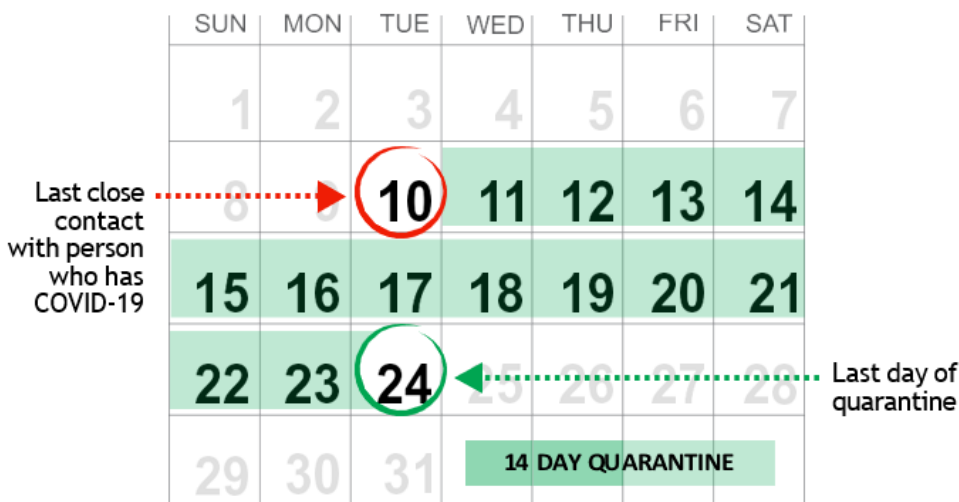 SUN MON TUE WED THU FRI SAT
1 2 3 4 5 6 7
Last close
contact
with person
who has
COVID-19
8 9 10 11 12 13 14
15 16 17 18 19 20 21
22 23 24 25 26 27 28
Last day of
quarantine
29 30 31
14 DAY QUARANTINE